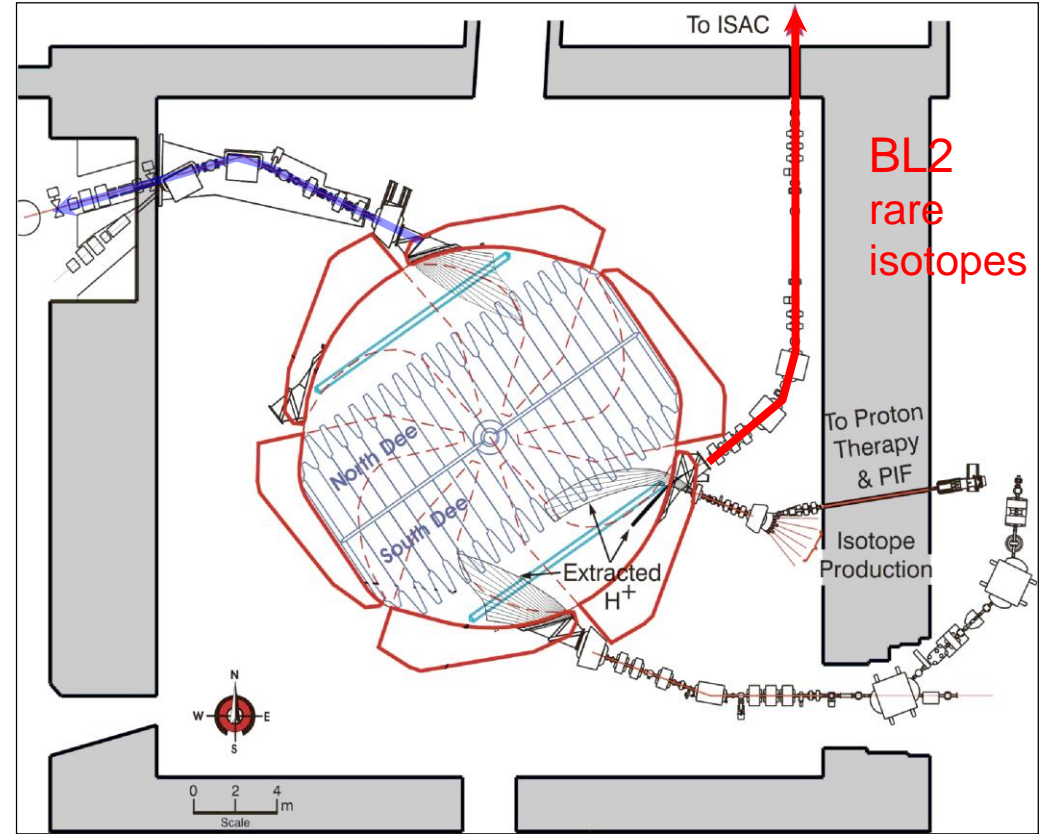 To ISAC
BL2
rare
isotopes
To Proton
Therapy
& PIF
North Dee
South Dee
Isotope
Production
Extracted
H+
N
W E
S
0 2 4
m
Scale